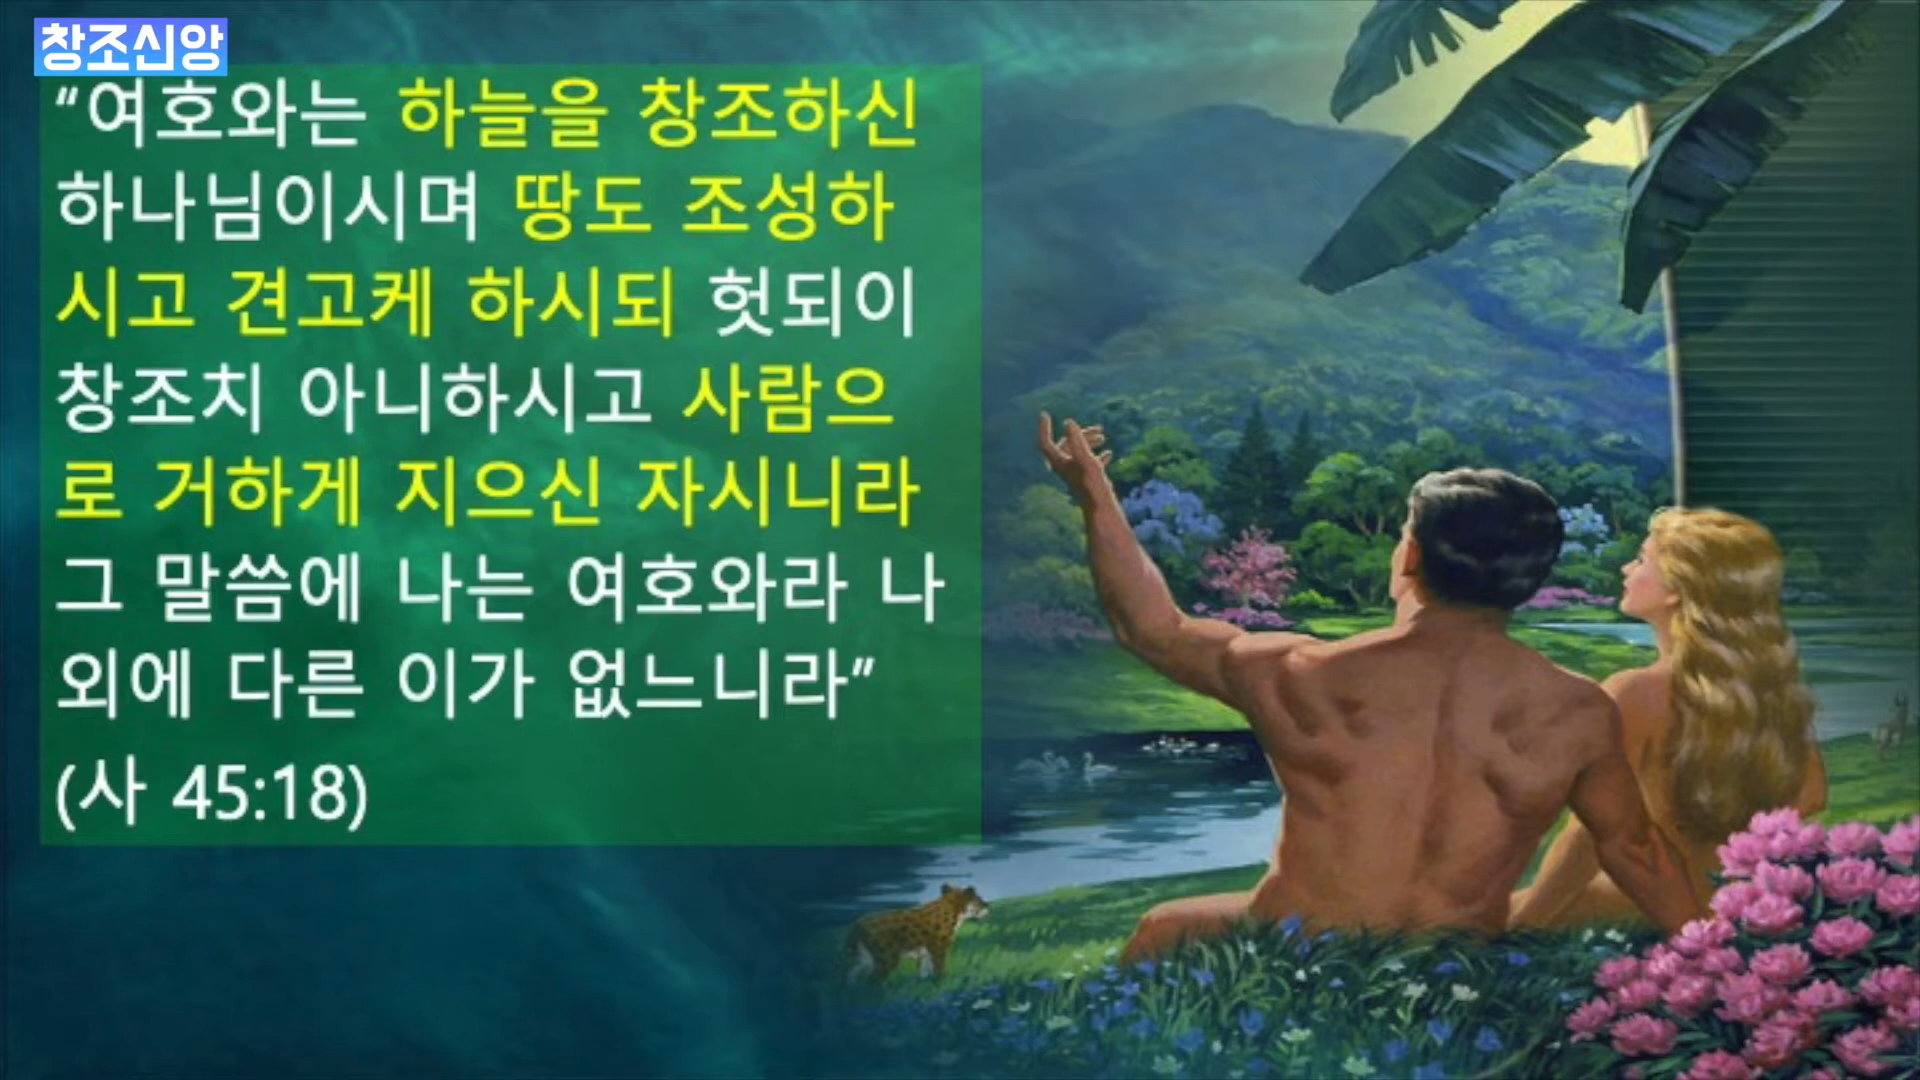 창조신앙
“여호와는 하늘을 창조하신
하나님이시며 땅도 조성하
시고 견고케 하시되 헛되이
창조치 아니하시고 사람으
로 거하게 지으신 자시니라
그 말씀에 나는 여호와라 나
외에 다른 이가 없느니라”
(사 45:18)